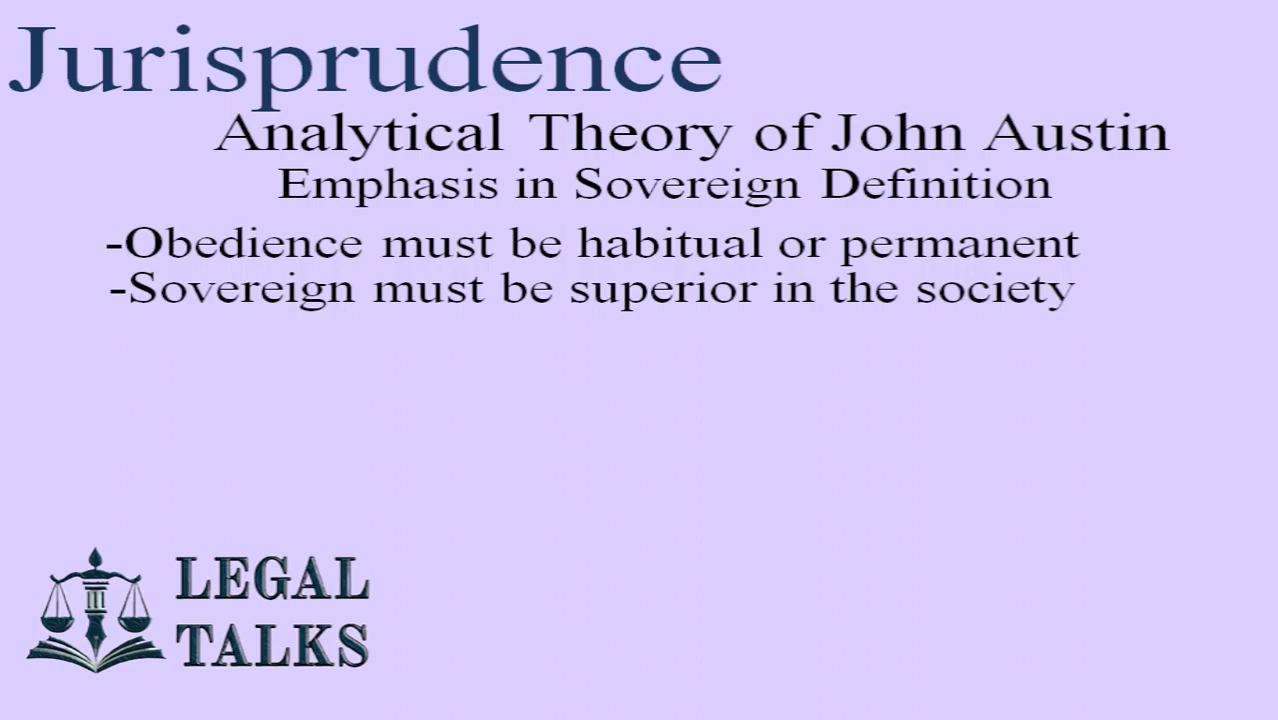 Jurisprudence
Analytical Theory of John Austin
Emphasis in Sovereign Definition
-Obedience must be habitual or permanent
-Sovereign must be superior in the society
LEGAL
TALKS